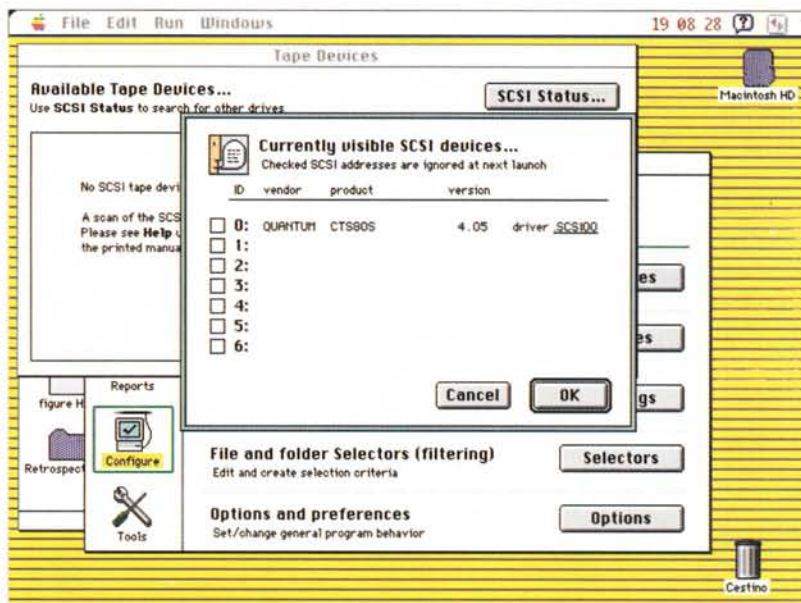 File Edit Run Windows 19 08 28
Tape Devices
Macintosh HD
Available Tape Devices...
Use SCSI Status to search for other drives
SCSI Status...
No SCSI tape devi
A scan of the SCS
Please see Help
the printed manua
Currently visible SCSI devices...
Checked SCSI addresses are ignored at next launch
ID vendor product version
0: QUANTUM CTS80S 4.05 driver .SCSI00
1:
2:
3:
4:
5:
6:
Cancel OK
es
es
gs
figure H
Retrospect
Reports
Configure
Tools
File and folder Selectors (filtering)
Edit and create selection criteria
Selectors
Options and preferences
Set/change general program behavior
Options
Cestino